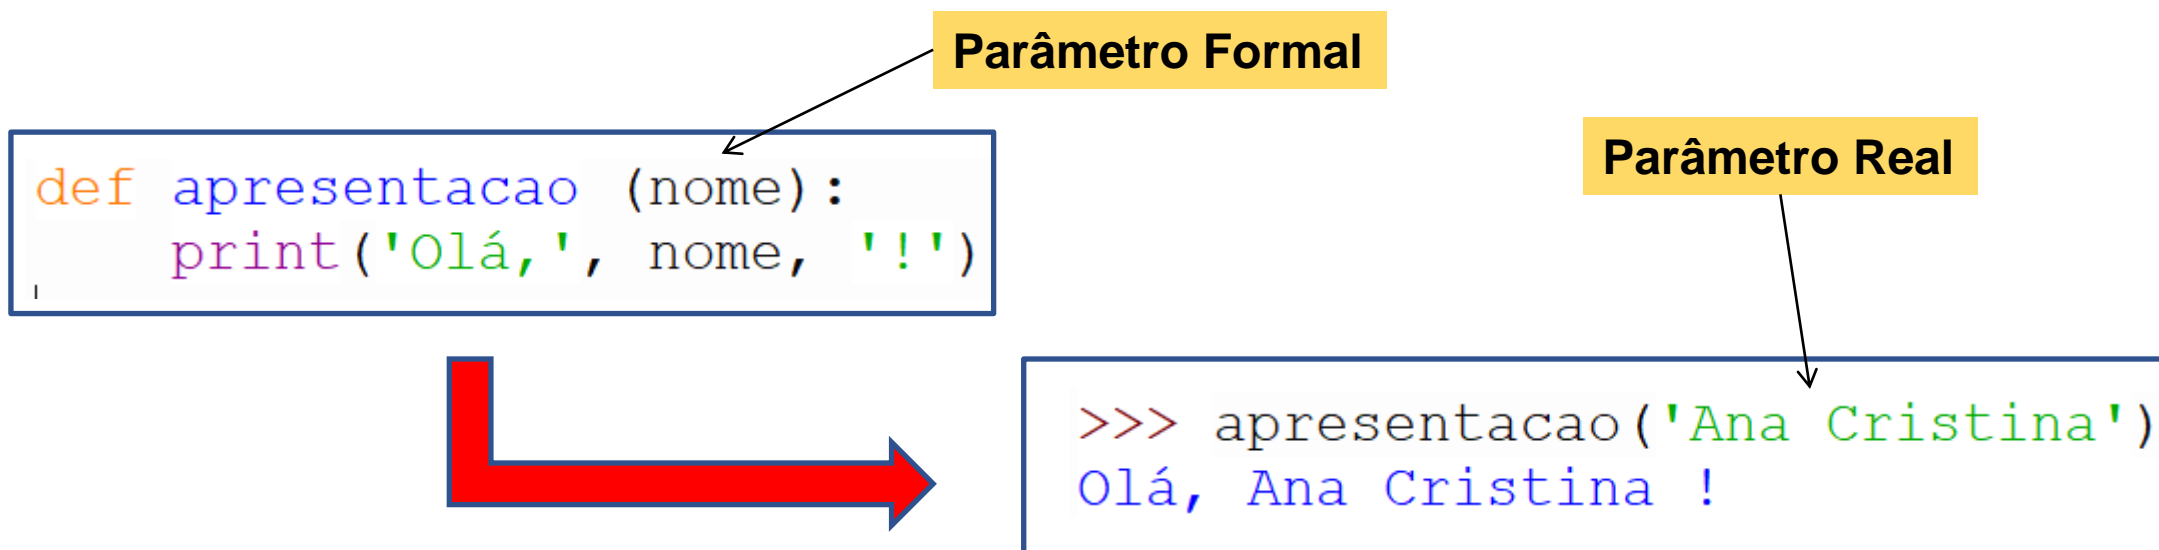 Parâmetro Formal
def apresentacao (nome):
print('Olá,', nome, '!')
Parâmetro Real
>>> apresentacao('Ana Cristina')
Olá, Ana Cristina !